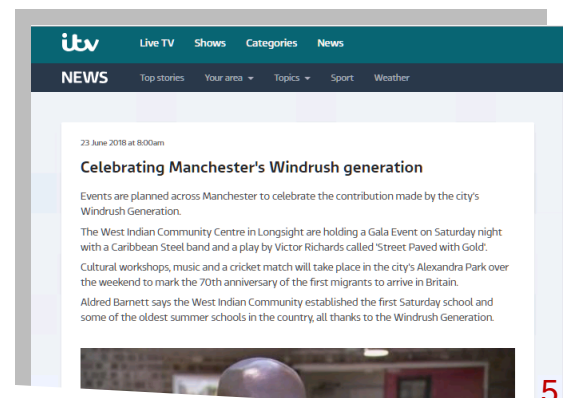 itv Live TV Shows Categories News
NEWS Top stories Your area Topics Sport Weather
23 June 2018 at 8:00am
Celebrating Manchester's Windrush generation
Events are planned across Manchester to celebrate the contribution made by the city's
Windrush Generation.
The West Indian Community Centre in Longsight are holding a Gala Event on Saturday night
with a Caribbean Steel band and a play by Victor Richards called 'Street Paved with Gold'.
Cultural workshops, music and a cricket match will take place in the city's Alexandra Park over
the weekend to mark the 70th anniversary of the first migrants to arrive in Britain.
Aldred Barnett says the West Indian Community established the first Saturday school and
some of the oldest summer schools in the country, all thanks to the Windrush Generation.
5